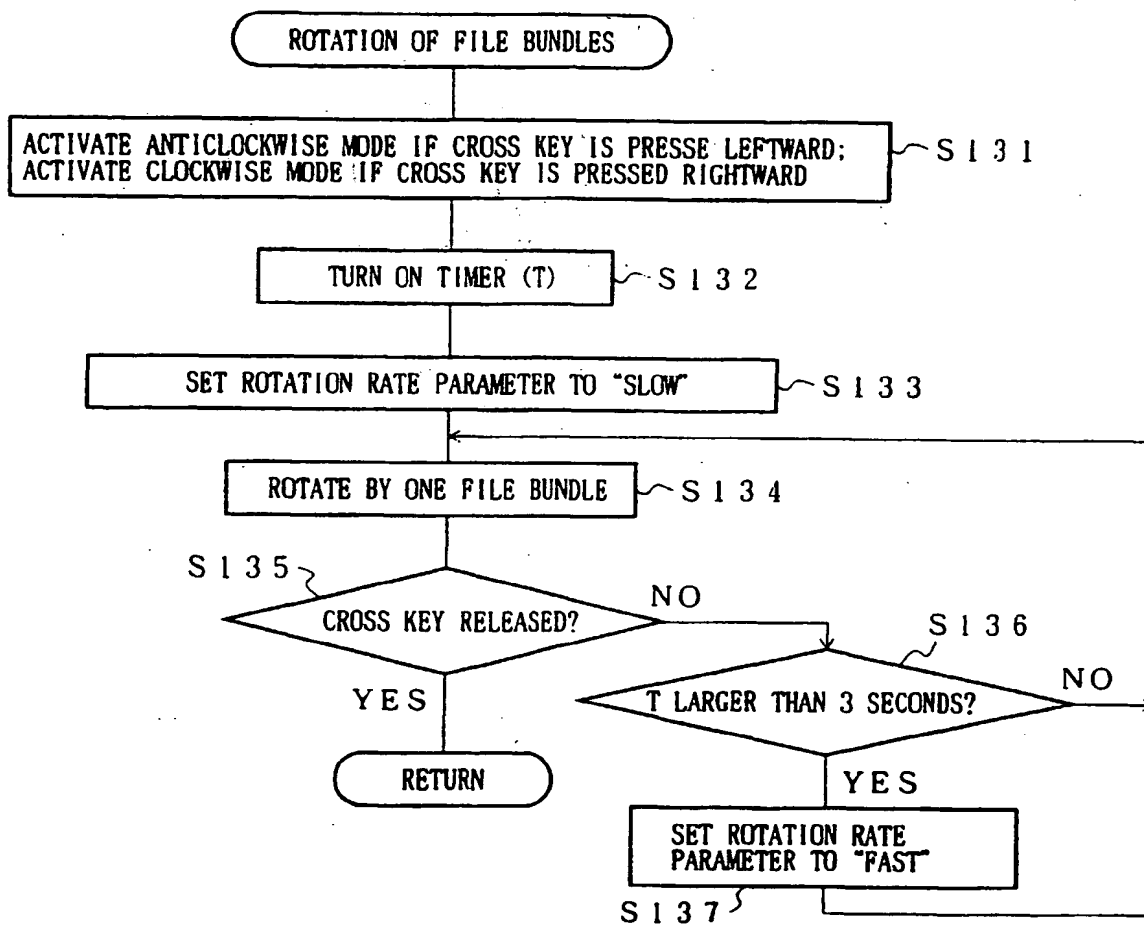 ROTATION OF FILE BUNDLES
ACTIVATE ANTICLOCKWISE MODE IF CROSS KEY IS PRESSE LEFTWARD;
ACTIVATE CLOCKWISE MODE IF CROSS KEY IS PRESSED RIGHTWARD
S131
TURN ON TIMER (T)
S132
SET ROTATION RATE PARAMETER TO "SLOW"
S133
ROTATE BY ONE FILE BUNDLE
S134
S135
CROSS KEY RELEASED?
NO
YES
RETURN
S136
T LARGER THAN 3 SECONDS?
NO
YES
SET ROTATION RATE
PARAMETER TO "FAST"
S137